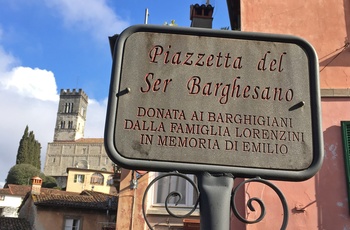 Piazzetta del
Ser Barghesano
DONATA AI BARGHIGIANI
DALLA FAMIGLIA LORENZINI
IN MEMORIA DI EMILIO